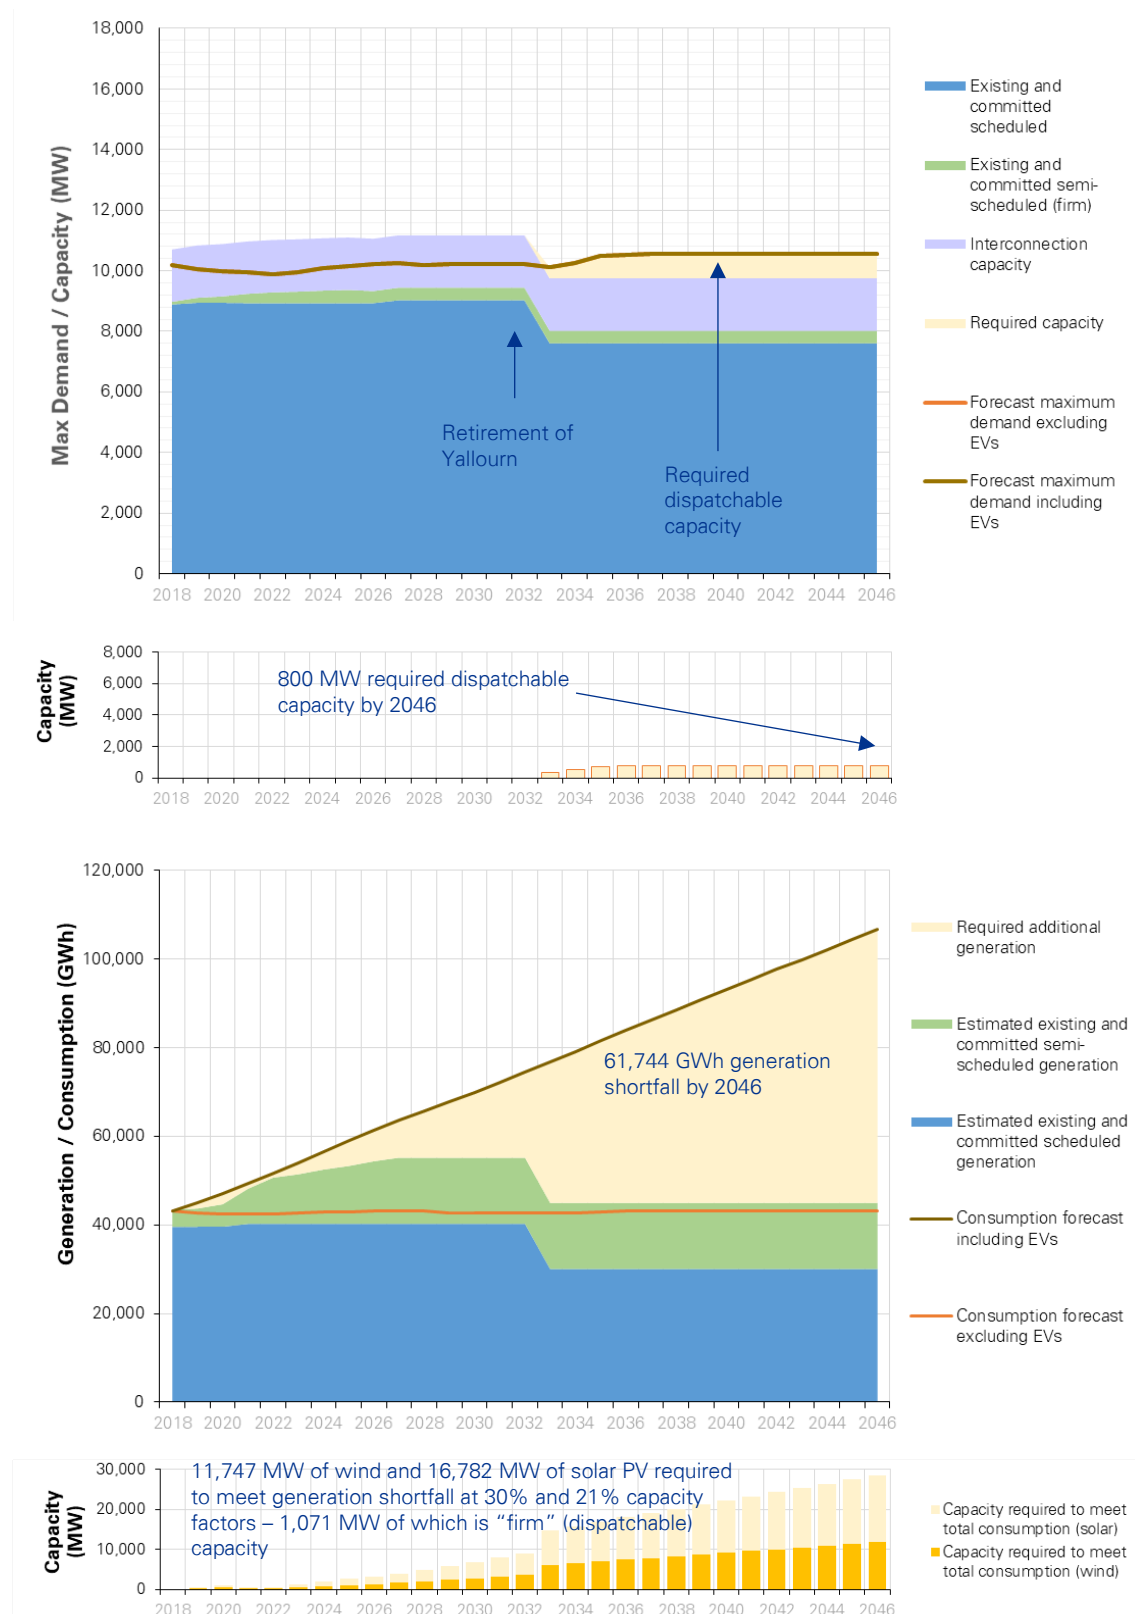 18,000
16,000
14,000
12,000
10,000
8,000
6,000
4,000
2,000
0
Max Demand / Capacity (MW)
2018 2020 2022 2024 2026 2028 2030 2032 2034 2036 2038 2040 2042 2044 2046
Retirement of
Yallourn
Required
dispatchable
capacity
Existing and
committed
scheduled
Existing and
committed semi-
scheduled (firm)
Interconnection
capacity
Required capacity
Forecast maximum
demand excluding
EVs
Forecast maximum
demand including
EVs
8,000
6,000
4,000
2,000
0
Capacity
(MW)
800 MW required dispatchable
capacity by 2046
2018 2020 2022 2024 2026 2028 2030 2032 2034 2036 2038 2040 2042 2044 2046
120,000
100,000
80,000
60,000
40,000
20,000
0
Generation / Consumption (GWh)
61,744 GWh generation
shortfall by 2046
2018 2020 2022 2024 2026 2028 2030 2032 2034 2036 2038 2040 2042 2044 2046
Required additional
generation
Estimated existing and
committed semi-
scheduled generation
Estimated existing and
committed scheduled
generation
Consumption forecast
including EVs
Consumption forecast
excluding EVs
30,000
20,000
10,000
0
Capacity
(MW)
11,747 MW of wind and 16,782 MW of solar PV required
to meet generation shortfall at 30% and 21% capacity
factors – 1,071 MW of which is “firm” (dispatchable)
capacity
2018 2020 2022 2024 2026 2028 2030 2032 2034 2036 2038 2040 2042 2044 2046
Capacity required to meet
total consumption (solar)
Capacity required to meet
total consumption (wind)